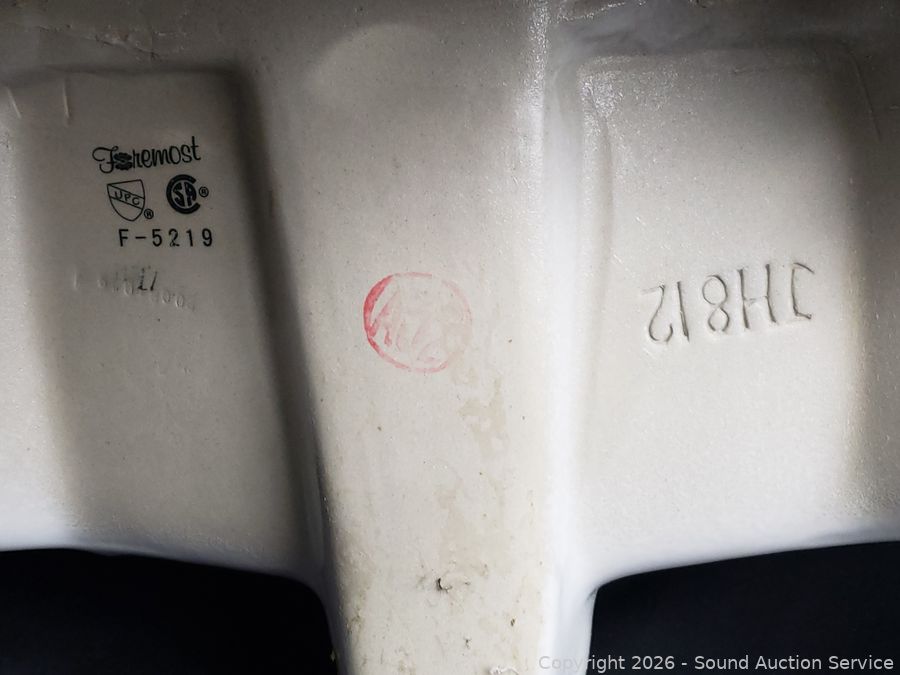 Foremost
UPC ® SA ®
F-5219
JH812
Copyright 2026 - Sound Auction Service